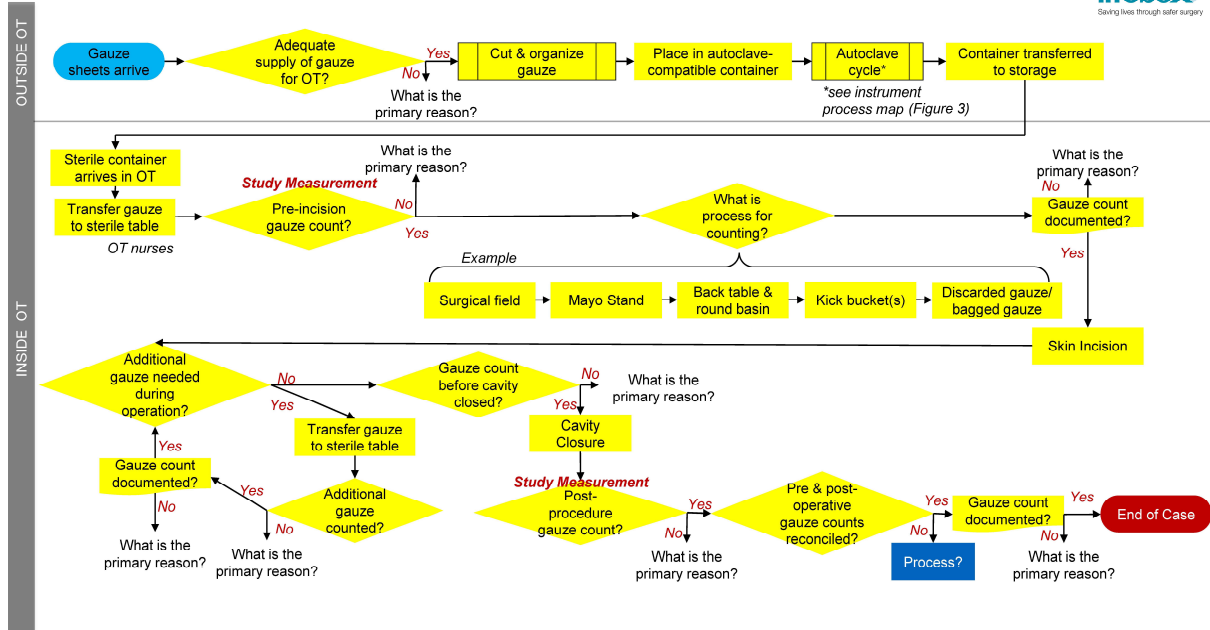 Saving lives through safer surgery
OUTSIDE OT
Gauze
sheets arrive
Adequate
supply of gauze
for OT?
Yes
No
What is the
primary reason?
Cut & organize
gauze
Place in autoclave-
compatible container
Autoclave
cycle*
*see instrument
process map (Figure 3)
Container transferred
to storage
INSIDE OT
Sterile container
arrives in OT
Transfer gauze
to sterile table
OT nurses
Study Measurement
Pre-incision
gauze count?
What is the
primary reason?
No
Yes
What is
process for
counting?
What is the
primary reason?
No
Gauze count
documented?
Yes
Example
Surgical field
Mayo Stand
Back table &
round basin
Kick bucket(s)
Discarded gauze/
bagged gauze
Skin Incision
Additional
gauze needed
during
operation?
No
Yes
Transfer gauze
to sterile table
Additional
gauze
counted?
Yes
No
What is the
primary reason?
Gauze count
documented?
Yes
No
What is the
primary reason?
Gauze count
before cavity
closed?
No
What is the
primary reason?
Yes
Cavity
Closure
Study Measurement
Post-
procedure
gauze count?
Yes
No
What is the
primary reason?
Pre & post-
operative
gauze counts
reconciled?
Yes
No
Process?
Gauze count
documented?
Yes
No
What is the
primary reason?
End of Case